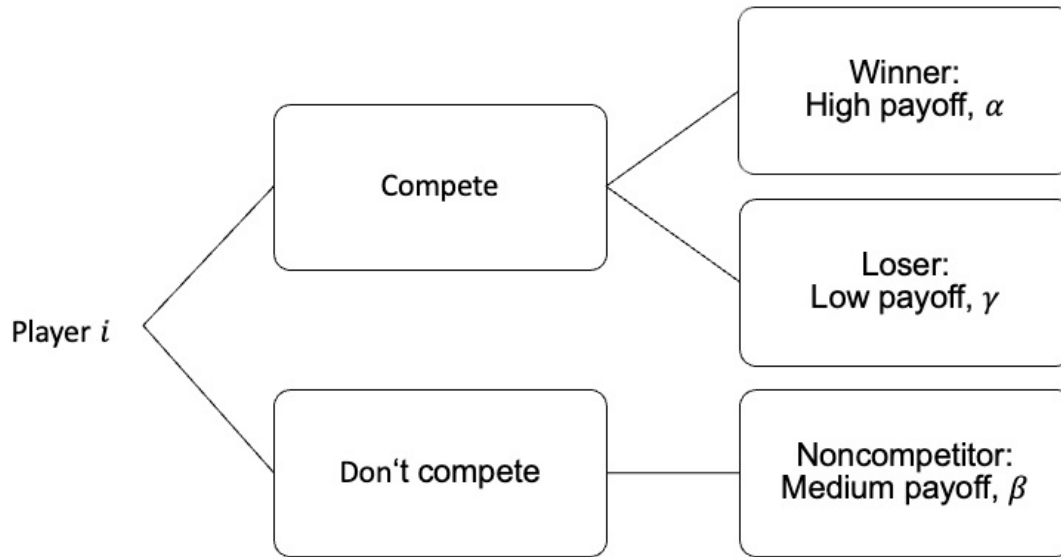 Winner:
High payoff, α
Compete
Loser:
Low payoff, γ
Player i
Don‘t compete
Noncompetitor:
Medium payoff, β